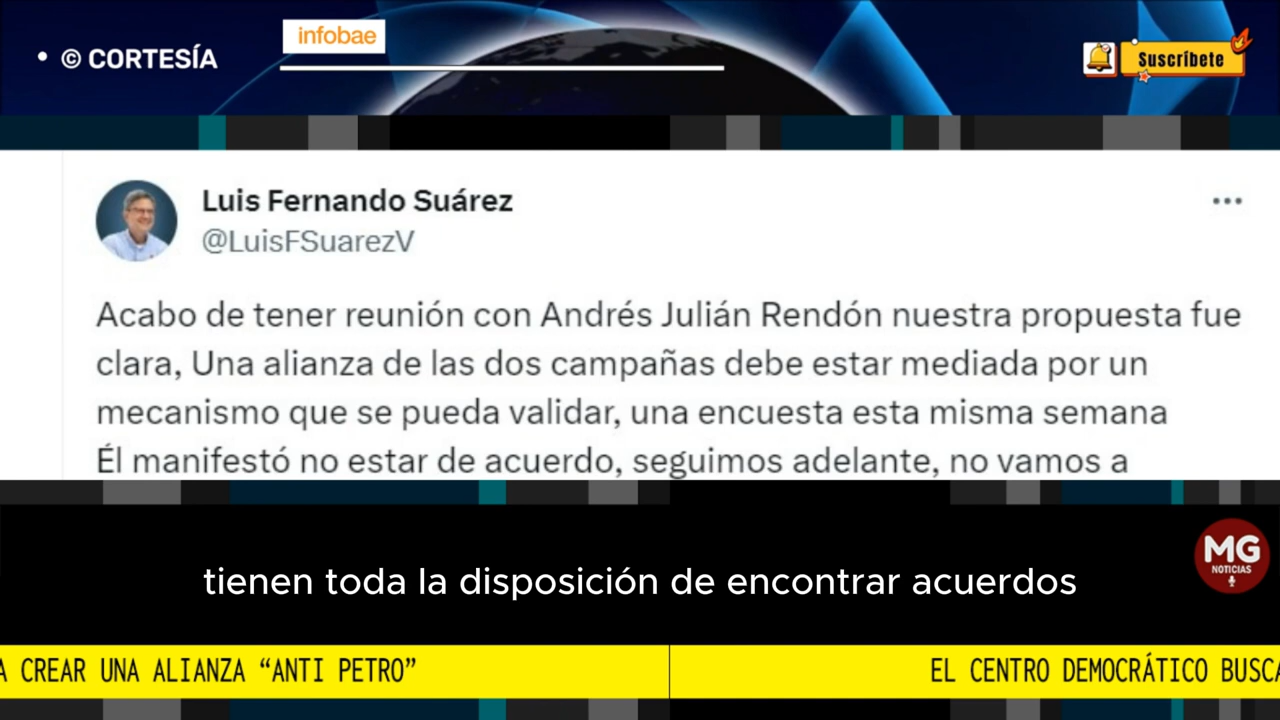 • © CORTESÍA
infobae
Suscríbete
Luis Fernando Suárez
@LuisFSuarezV
Acabo de tener reunión con Andrés Julián Rendón nuestra propuesta fue
clara, Una alianza de las dos campañas debe estar mediada por un
mecanismo que se pueda validar, una encuesta esta misma semana
Él manifestó no estar de acuerdo, seguimos adelante, no vamos a
MG
NOTICIAS
tienen toda la disposición de encontrar acuerdos
A CREAR UNA ALIANZA “ANTI PETRO”
EL CENTRO DEMOCRÁTICO BUSCA